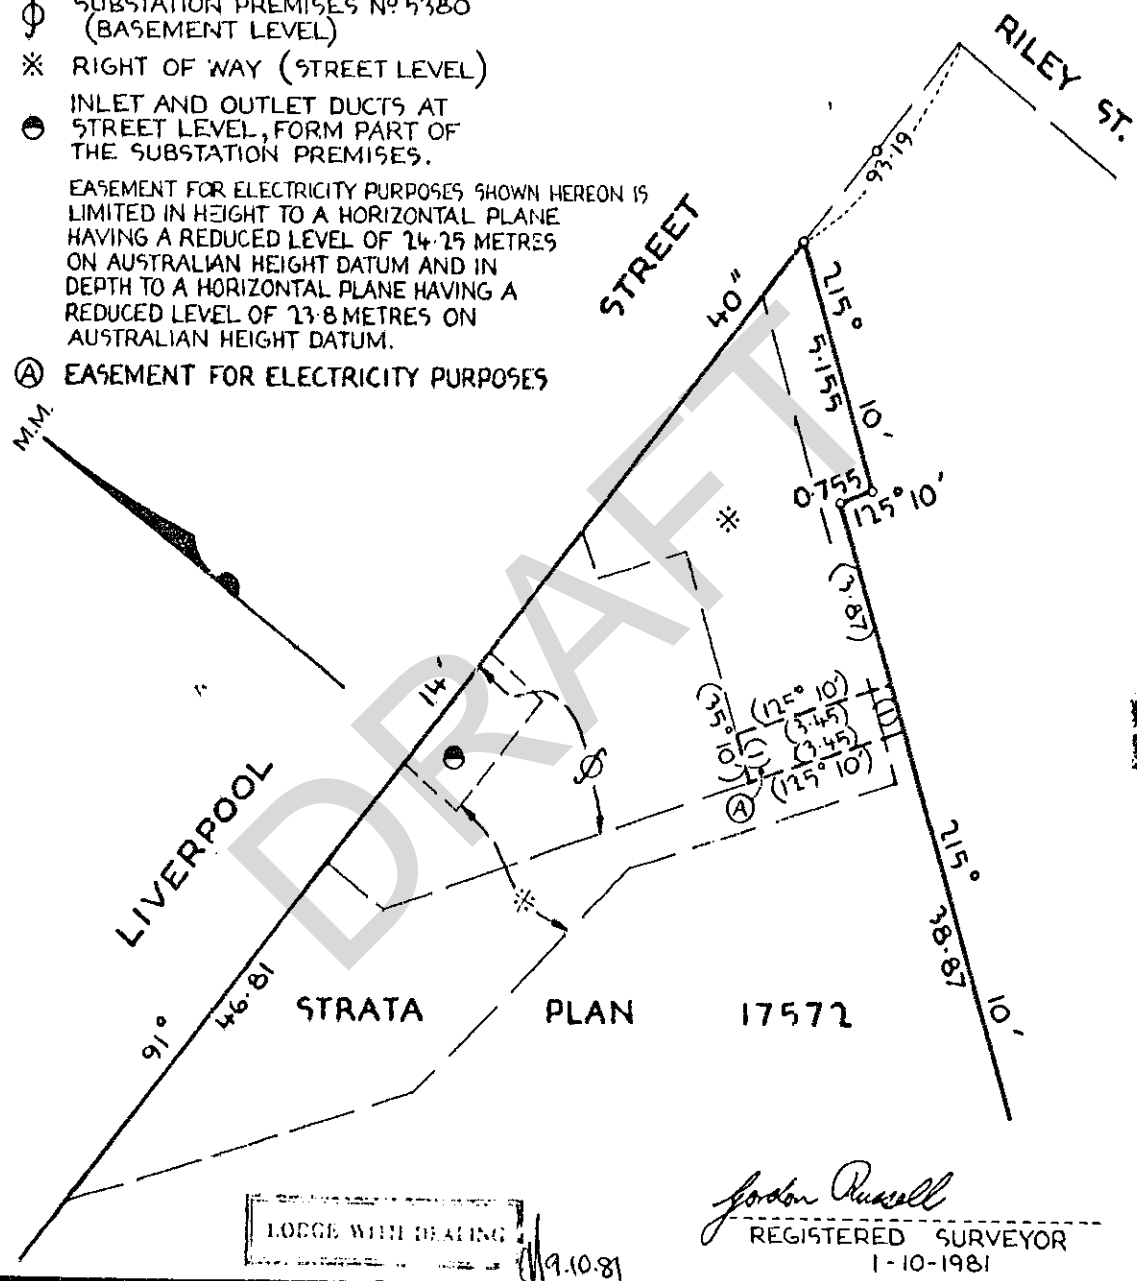 SUBSTATION PREMISES Nº 5380
(BASEMENT LEVEL)
※ RIGHT OF WAY (STREET LEVEL)
INLET AND OUTLET DUCTS AT
STREET LEVEL, FORM PART OF
THE SUBSTATION PREMISES.
EASEMENT FOR ELECTRICITY PURPOSES SHOWN HEREON IS
LIMITED IN HEIGHT TO A HORIZONTAL PLANE
HAVING A REDUCED LEVEL OF 24·25 METRES
ON AUSTRALIAN HEIGHT DATUM AND IN
DEPTH TO A HORIZONTAL PLANE HAVING A
REDUCED LEVEL OF 23·8 METRES ON
AUSTRALIAN HEIGHT DATUM.
Ⓐ EASEMENT FOR ELECTRICITY PURPOSES
RILEY ST.
93·19
M.M.
LIVERPOOL STREET
91° 14' 40"
46·81
215° 10'
5·155
0·755
125° 10'
(3·87)
(35° 10')
(125° 10')
(3·45)
(1)
(1)
(3·45)
(125° 10')
Ⓐ
215° 10'
38·87
STRATA PLAN 17572
DRAFT
LODGE WITH DEALING
9.10.81
Gordon Russell
REGISTERED SURVEYOR
1-10-1981